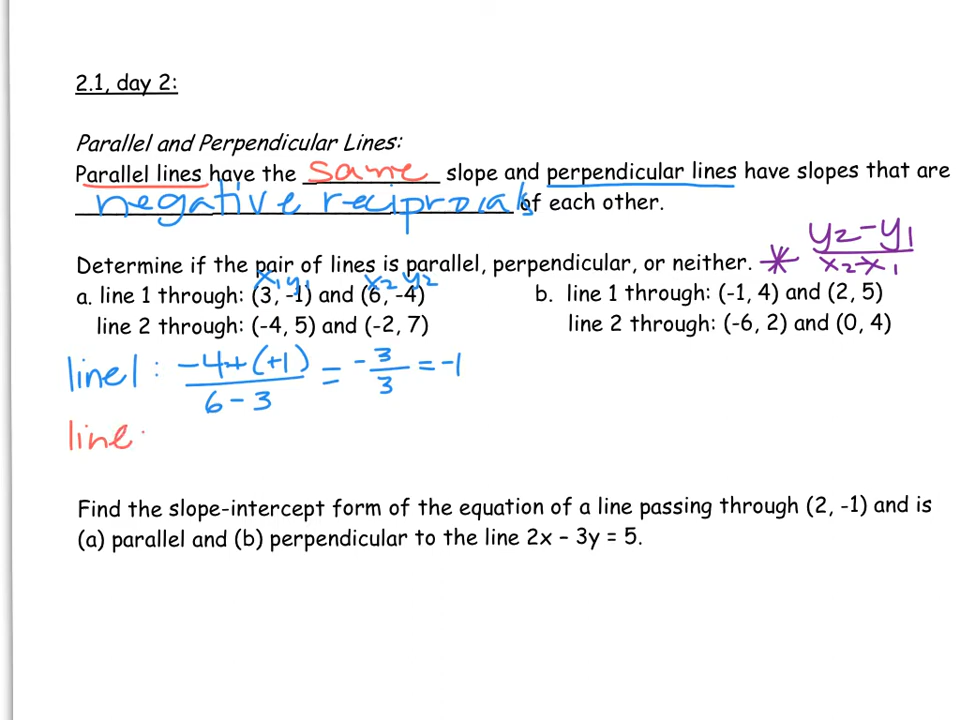 2.1, day 2:
Parallel and Perpendicular Lines:
Parallel lines have the same slope and perpendicular lines have slopes that are
negative reciprocals of each other.
Determine if the pair of lines is parallel, perpendicular, or neither. * y2-y1 / x2-x1
x1 y1 x2 y2
a. line 1 through: (3, -1) and (6, -4) b. line 1 through: (-1, 4) and (2, 5)
line 2 through: (-4, 5) and (-2, 7) line 2 through: (-6, 2) and (0, 4)
line1 : -4+(+1) / 6-3 = -3/3 = -1
line
Find the slope-intercept form of the equation of a line passing through (2, -1) and is
(a) parallel and (b) perpendicular to the line 2x - 3y = 5.